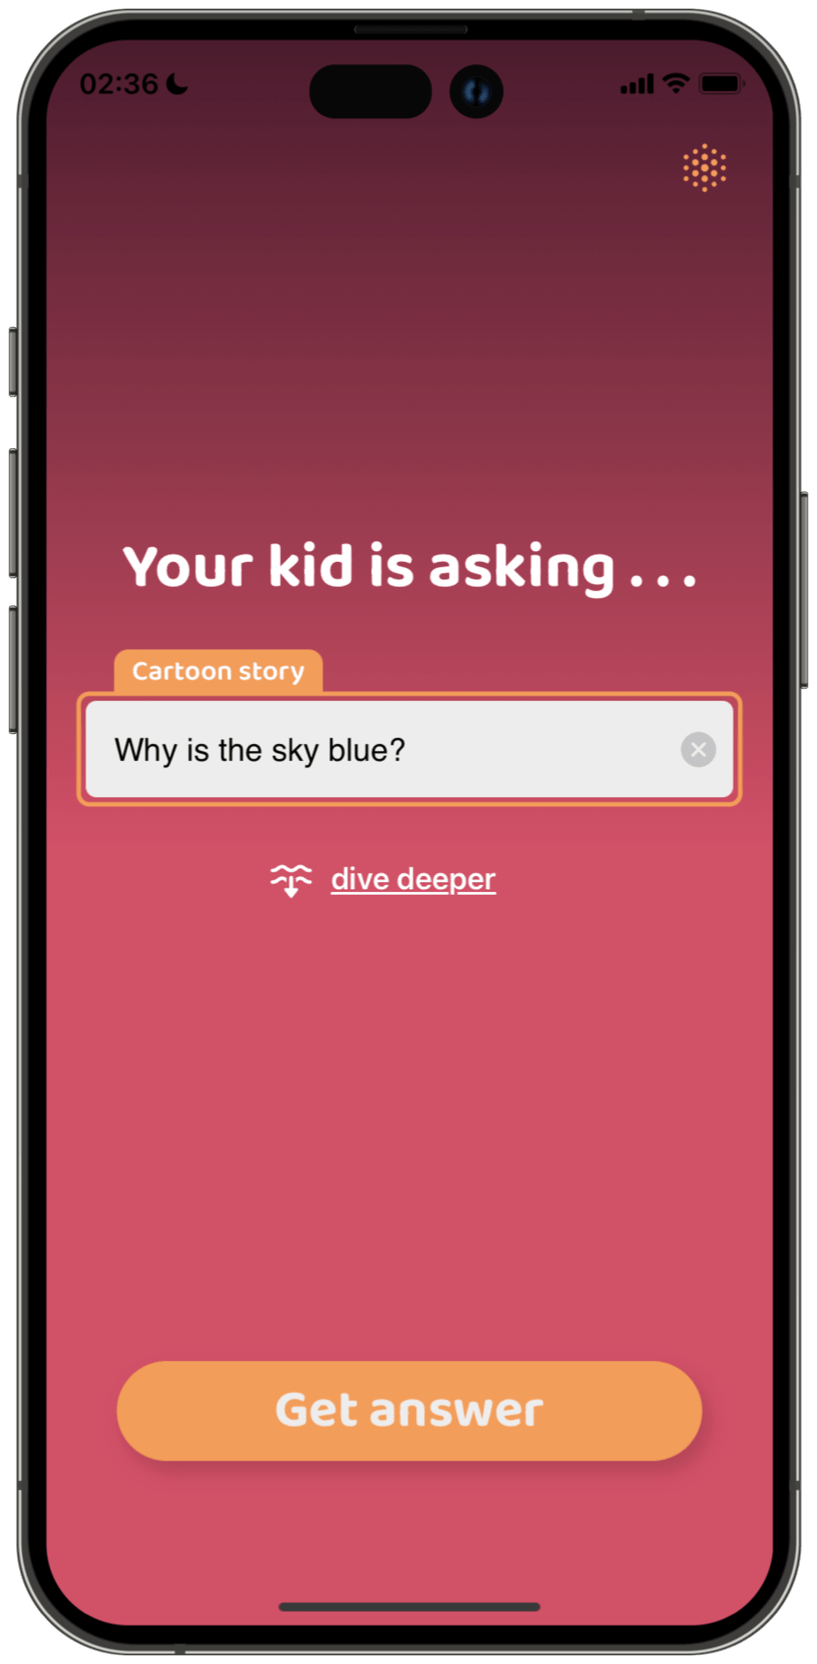 02:36
Your kid is asking . . .
Cartoon story
Why is the sky blue?
dive deeper
Get answer